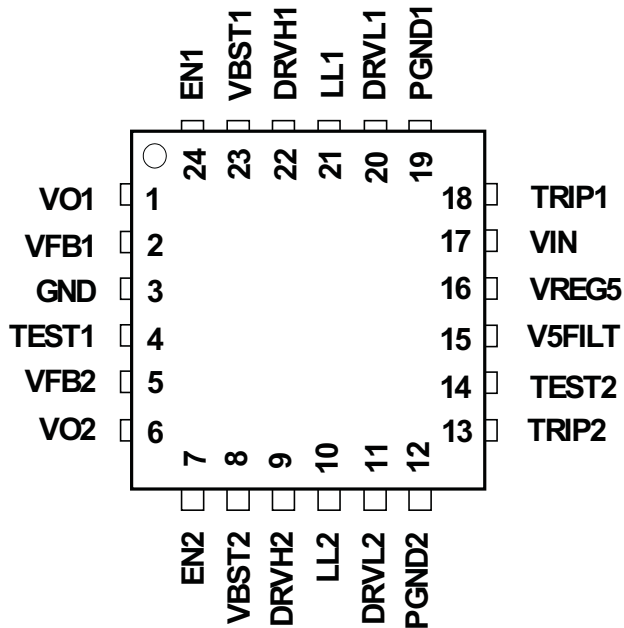 EN1
VBST1
DRVH1
LL1
DRVL1
PGND1
24
23
22
21
20
19
VO1 1
VFB1 2
GND 3
TEST1 4
VFB2 5
VO2 6
18 TRIP1
17 VIN
16 VREG5
15 V5FILT
14 TEST2
13 TRIP2
7
8
9
10
11
12
EN2
VBST2
DRVH2
LL2
DRVL2
PGND2